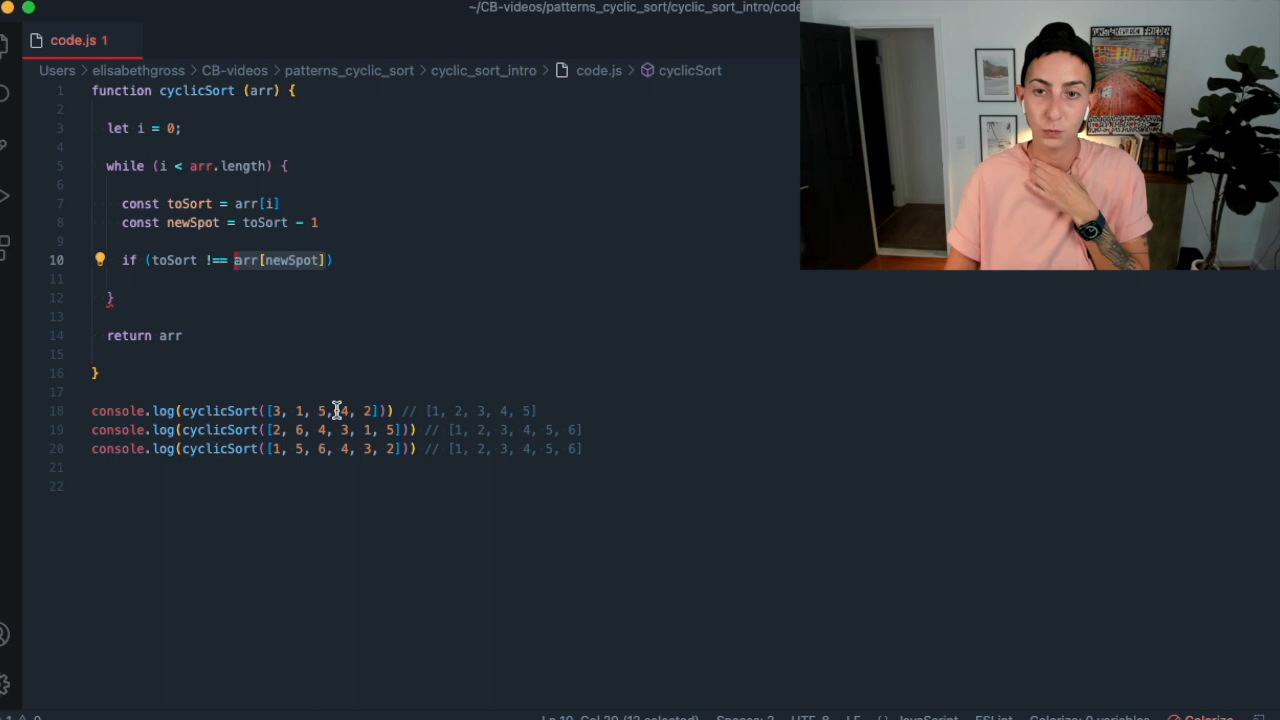 ~/CB-videos/patterns_cyclic_sort/cyclic_sort_intro/code
code.js 1
Users > elisabethgross > CB-videos > patterns_cyclic_sort > cyclic_sort_intro > code.js > cyclicSort
1 function cyclicSort (arr) {
2
3 let i = 0;
4
5 while (i < arr.length) {
6
7 const toSort = arr[i]
8 const newSpot = toSort - 1
9
10 if (toSort !== arr[newSpot])
11
12 }
13
14 return arr
15
16 }
17
18 console.log(cyclicSort([3, 1, 5, 4, 2])) // [1, 2, 3, 4, 5]
19 console.log(cyclicSort([2, 6, 4, 3, 1, 5])) // [1, 2, 3, 4, 5, 6]
20 console.log(cyclicSort([1, 5, 6, 4, 3, 2])) // [1, 2, 3, 4, 5, 6]
21
22
KUNSTLER FRIEDEN